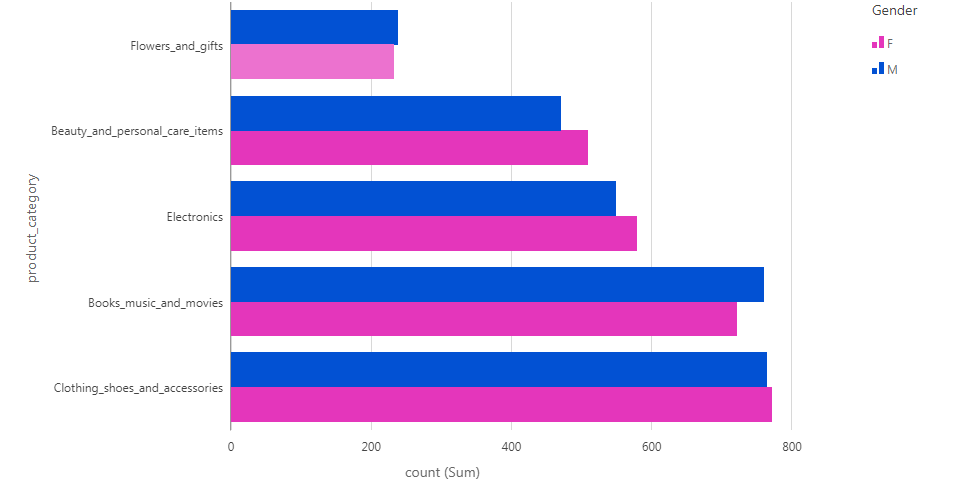 Gender
F
M
product_category
Flowers_and_gifts
Beauty_and_personal_care_items
Electronics
Books_music_and_movies
Clothing_shoes_and_accessories
0 200 400 600 800
count (Sum)